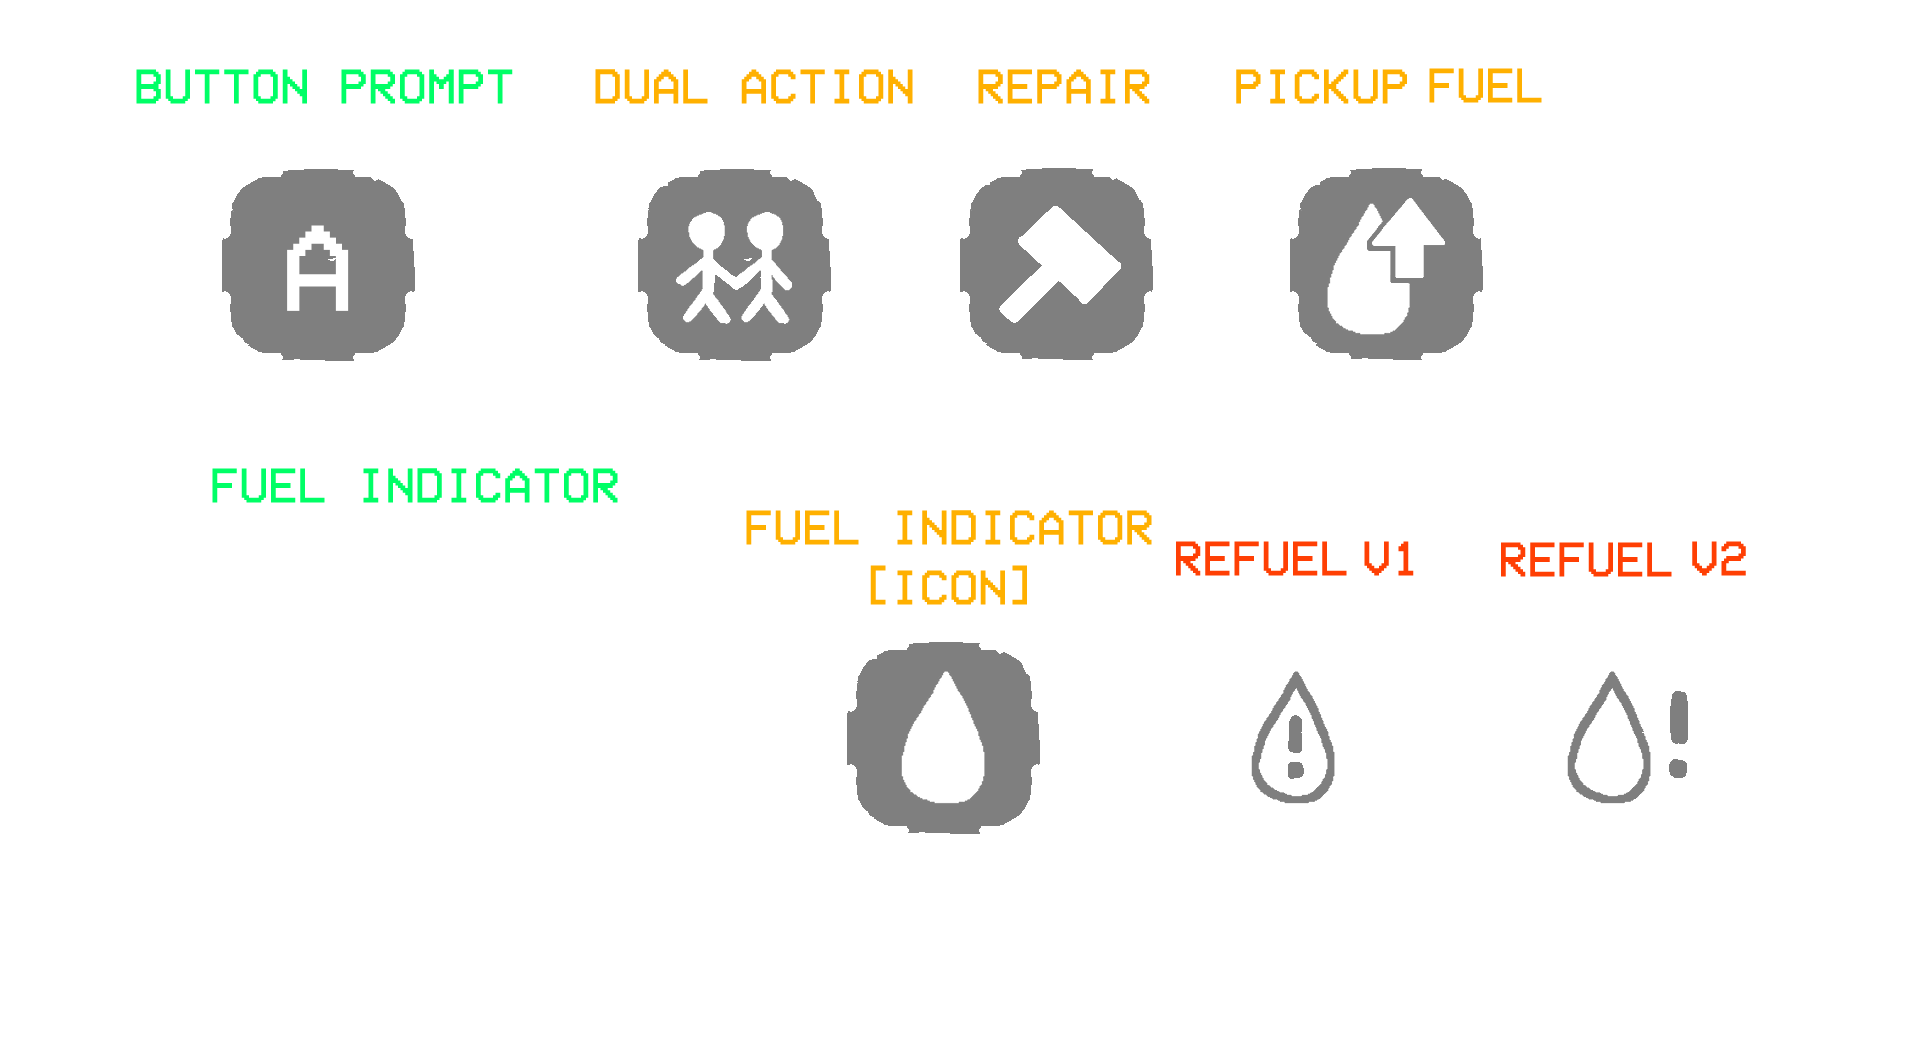 BUTTON PROMPT
DUAL ACTION
REPAIR
PICKUP FUEL
A
FUEL INDICATOR
FUEL INDICATOR
[ICON]
REFUEL V1
REFUEL V2
!
!